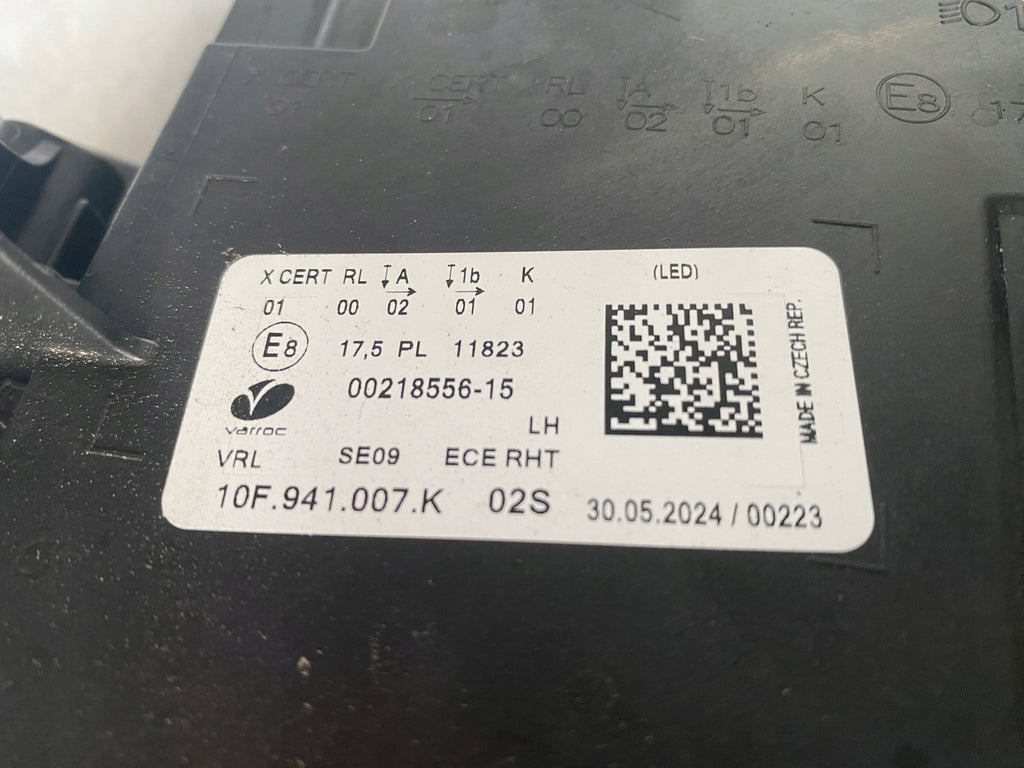 X CERT CERT RL A 1b K
01 01 00 02 01 01
E8 17
X CERT RL A 1b K
01 00 02 01 01
(LED)
E8 17,5 PL 11823
00218556-15
varroc
LH
VRL SE09 ECE RHT
10F.941.007.K 02S 30.05.2024 / 00223
MADE IN CZECH REP.